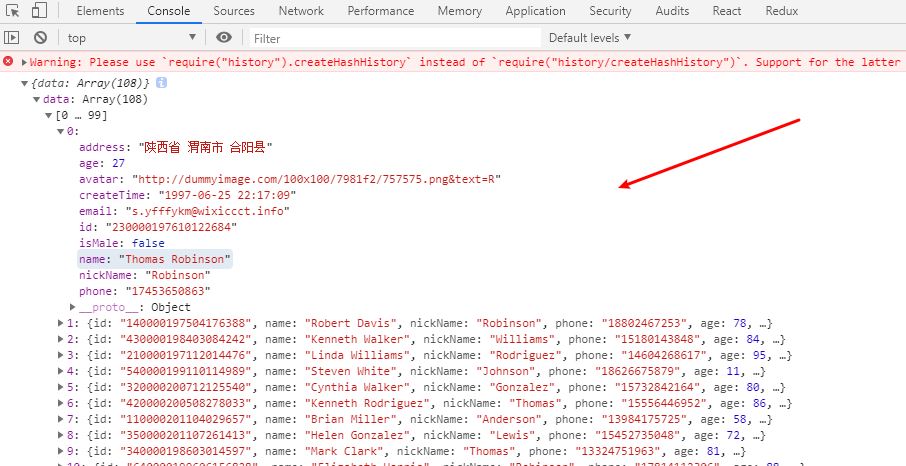 Elements Console Sources Network Performance Memory Application Security Audits React Redux
top Filter Default levels
Warning: Please use `require("history").createHashHistory` instead of `require("history/createHashHistory")`. Support for the latter
{data: Array(108)}
data: Array(108)
[0 … 99]
0:
address: "陕西省 渭南市 合阳县"
age: 27
avatar: "http://dummyimage.com/100x100/7981f2/757575.png&text=R"
createTime: "1997-06-25 22:17:09"
email: "s.yfffykm@wixiccct.info"
id: "230000197610122684"
isMale: false
name: "Thomas Robinson"
nickName: "Robinson"
phone: "17453650863"
__proto__: Object
1: {id: "140000197504176388", name: "Robert Davis", nickName: "Robinson", phone: "18802467253", age: 78, …}
2: {id: "430000198403084242", name: "Kenneth Walker", nickName: "Williams", phone: "15180143848", age: 84, …}
3: {id: "210000197112014476", name: "Linda Williams", nickName: "Rodriguez", phone: "14604268617", age: 95, …}
4: {id: "540000199110114989", name: "Steven White", nickName: "Johnson", phone: "18626675879", age: 11, …}
5: {id: "320000200712125540", name: "Cynthia Walker", nickName: "Gonzalez", phone: "15732842164", age: 80, …}
6: {id: "420000200508278033", name: "Kenneth Rodriguez", nickName: "Thomas", phone: "15556446952", age: 86, …}
7: {id: "110000201104029657", name: "Brian Miller", nickName: "Anderson", phone: "13984175725", age: 58, …}
8: {id: "350000201107261413", name: "Helen Gonzalez", nickName: "Lewis", phone: "15452735048", age: 72, …}
9: {id: "340000198603014597", name: "Mark Clark", nickName: "Thomas", phone: "13324751963", age: 81, …}